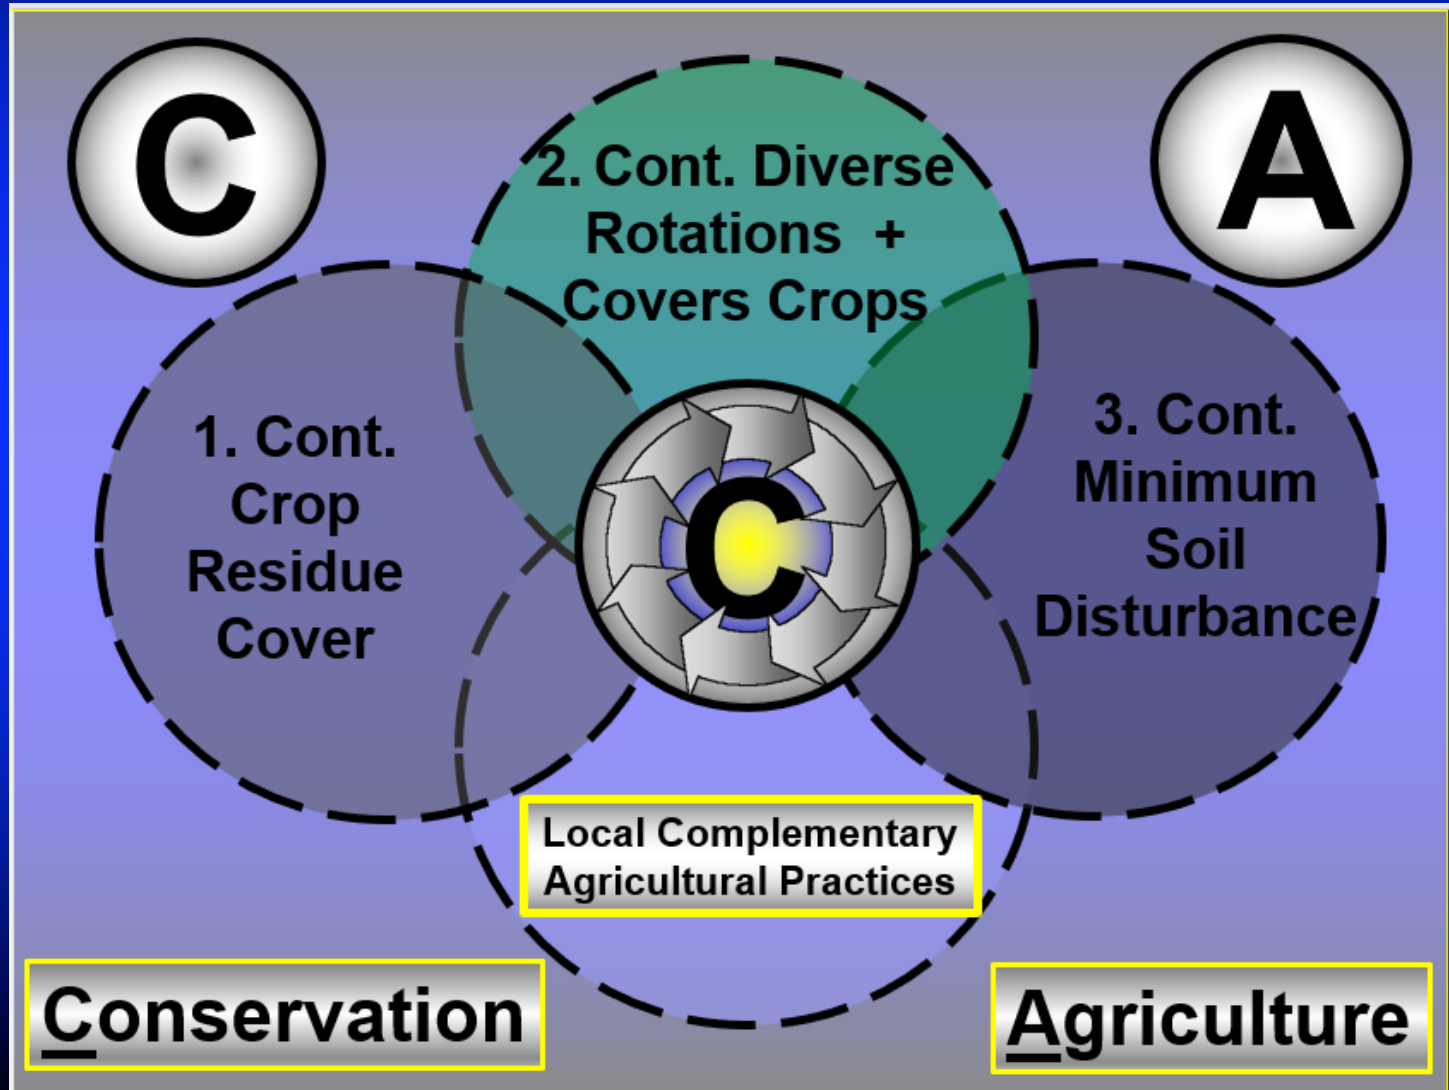 C
A
2. Cont. Diverse
Rotations +
Covers Crops
1. Cont.
Crop
Residue
Cover
3. Cont.
Minimum
Soil
Disturbance
C
Local Complementary
Agricultural Practices
Conservation
Agriculture